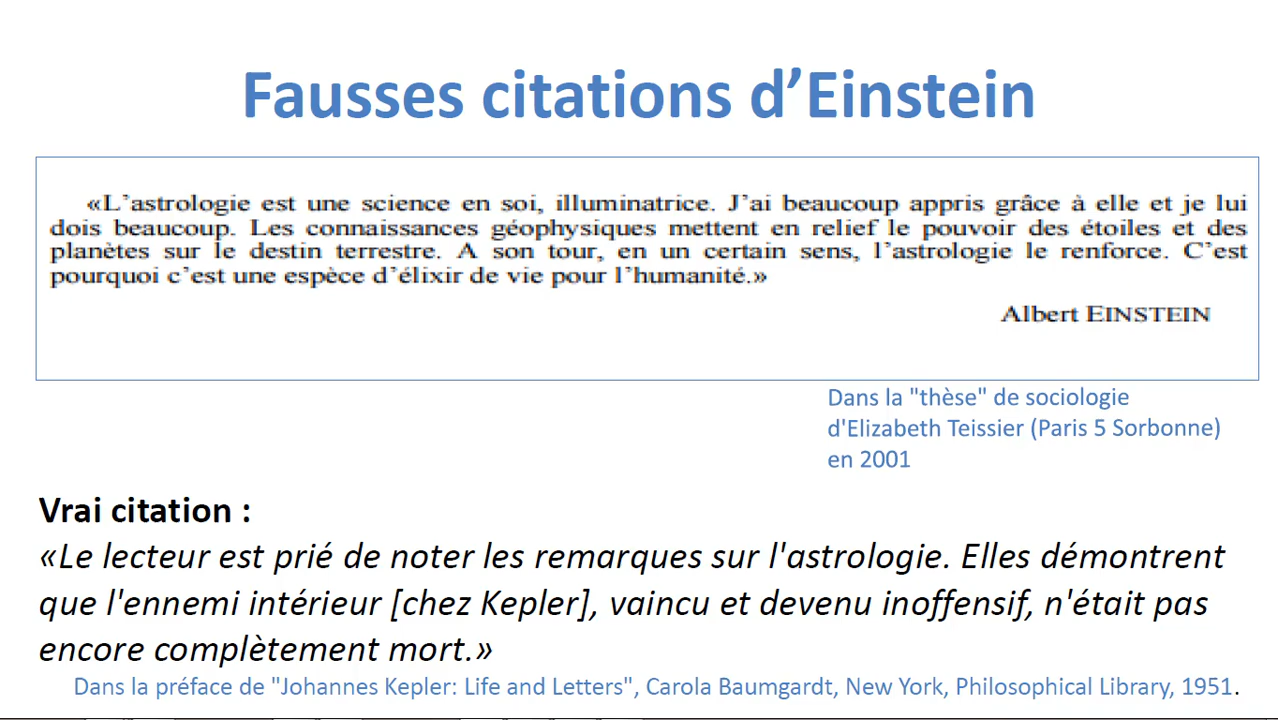 Fausses citations d’Einstein
«L’astrologie est une science en soi, illuminatrice. J’ai beaucoup appris grâce à elle et je lui
dois beaucoup. Les connaissances géophysiques mettent en relief le pouvoir des étoiles et des
planètes sur le destin terrestre. A son tour, en un certain sens, l’astrologie le renforce. C’est
pourquoi c’est une espèce d’élixir de vie pour l’humanité.»
Albert EINSTEIN
Dans la "thèse" de sociologie
d'Elizabeth Teissier (Paris 5 Sorbonne)
en 2001
Vrai citation :
«Le lecteur est prié de noter les remarques sur l'astrologie. Elles démontrent
que l'ennemi intérieur [chez Kepler], vaincu et devenu inoffensif, n'était pas
encore complètement mort.»
Dans la préface de "Johannes Kepler: Life and Letters", Carola Baumgardt, New York, Philosophical Library, 1951.